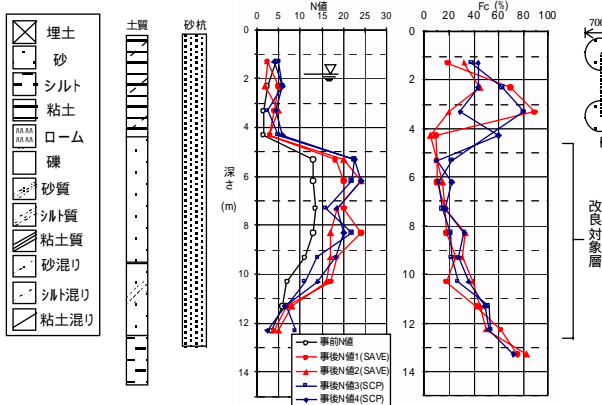 埋土
砂
シルト
粘土
ローム
礫
砂質
シルト質
粘土質
砂混り
シルト混り
粘土混り
土質
砂杭
N値
0 5 10 15 20 25 30
0
2
4
6
8
10
12
14
深さ
(m)
事前N値
事後N値1(SAVE)
事後N値2(SAVE)
事後N値3(SCP)
事後N値4(SCP)
Fc (%)
0 20 40 60 80 100
0
2
4
6
8
10
12
14
700
改良対象層